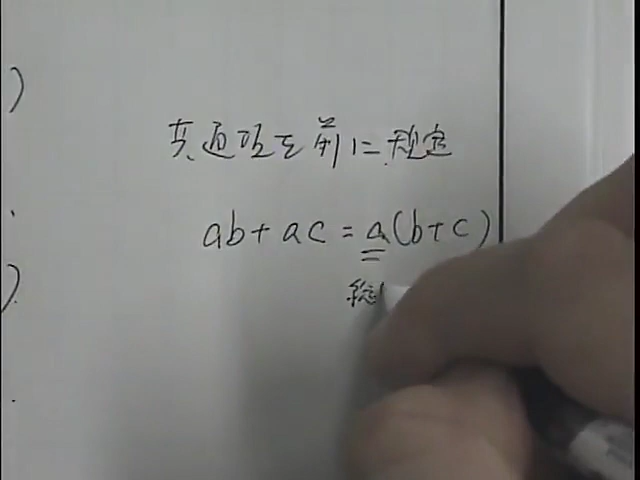 共通項を前に規定
ab + ac = a(b+c)